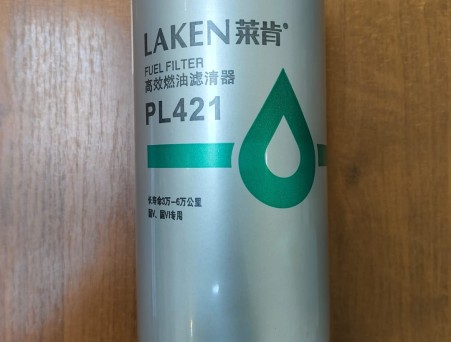 LAKEN莱肯®
FUEL FILTER
高效燃油滤清器
PL421
长寿命3万—6万公里
国V、国VI专用